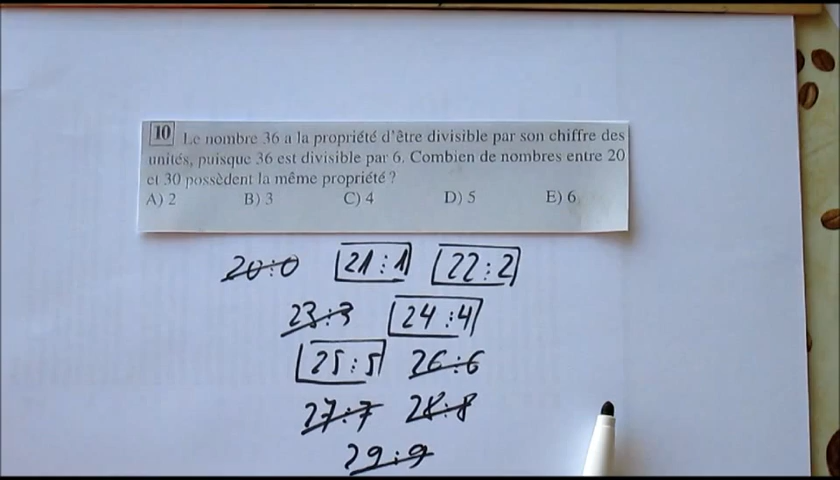 10 Le nombre 36 a la propriété d'être divisible par son chiffre des
unités, puisque 36 est divisible par 6. Combien de nombres entre 20
et 30 possèdent la même propriété ?
A) 2 B) 3 C) 4 D) 5 E) 6
20:0 21:1 22:2
23:3 24:4
25:5 26:6
27:7 28:8
29:9